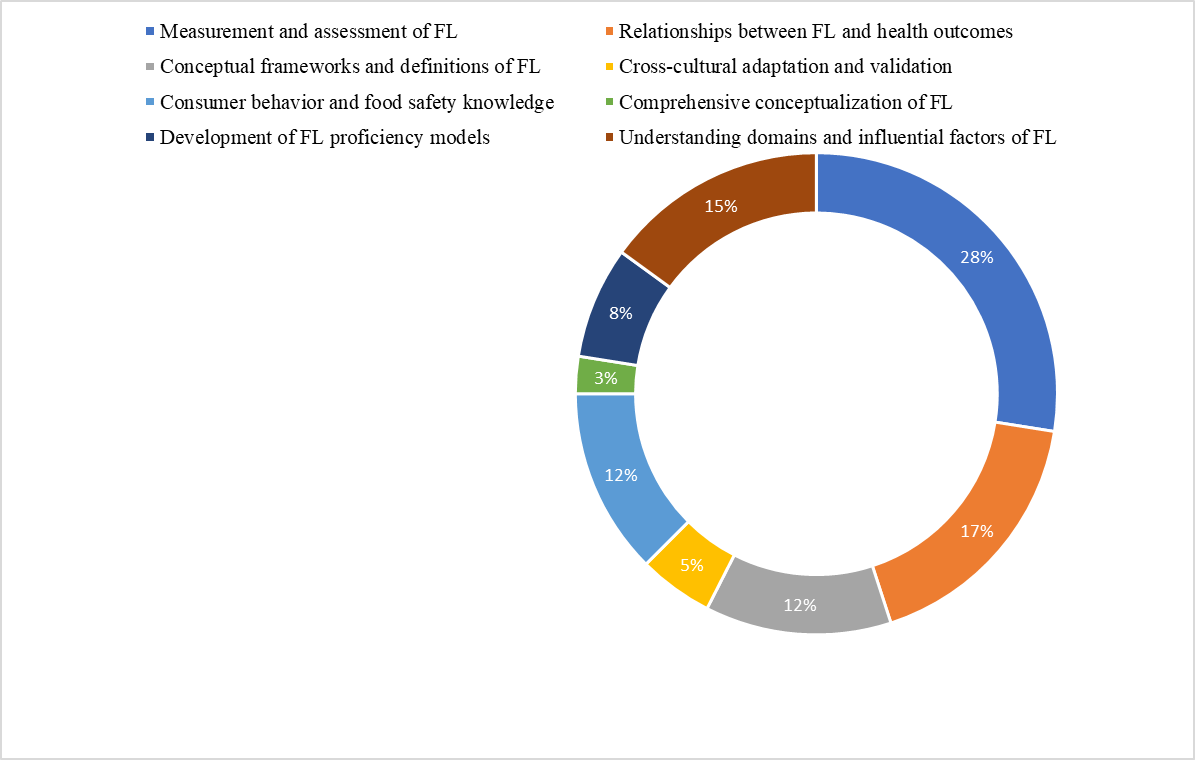 Measurement and assessment of FL
Relationships between FL and health outcomes
Conceptual frameworks and definitions of FL
Cross-cultural adaptation and validation
Consumer behavior and food safety knowledge
Comprehensive conceptualization of FL
Development of FL proficiency models
Understanding domains and influential factors of FL
15%
28%
8%
3%
12%
17%
5%
12%